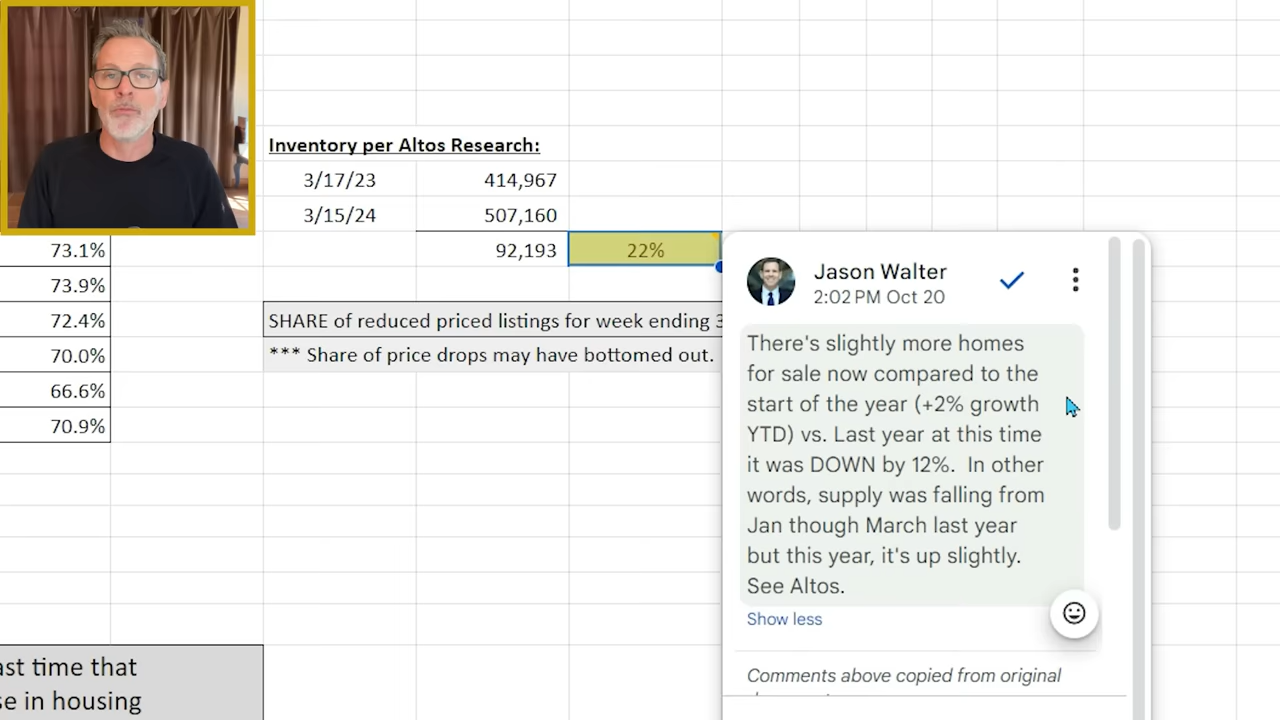 Inventory per Altos Research:
3/17/23 414,967
3/15/24 507,160
73.1% 92,193 22%
73.9%
72.4% SHARE of reduced priced listings for week ending
70.0% *** Share of price drops may have bottomed out.
66.6%
70.9%
Jason Walter
2:02 PM Oct 20
There's slightly more homes
for sale now compared to the
start of the year (+2% growth
YTD) vs. Last year at this time
it was DOWN by 12%. In other
words, supply was falling from
Jan though March last year
but this year, it's up slightly.
See Altos.
Show less
Comments above copied from original
time that
in housing